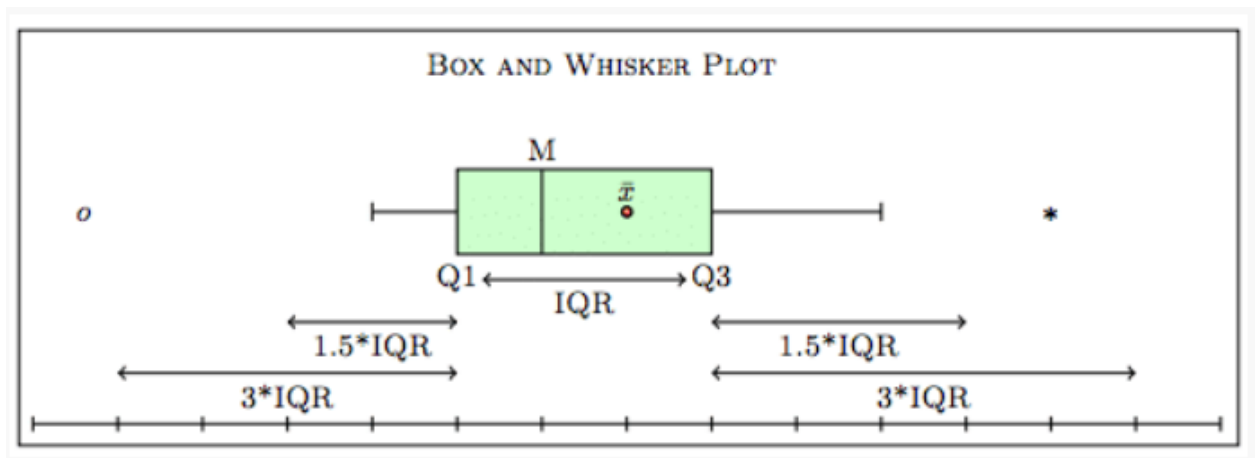 BOX AND WHISKER PLOT
M
o
x̄
*
Q1 Q3
IQR
1.5*IQR 1.5*IQR
3*IQR 3*IQR